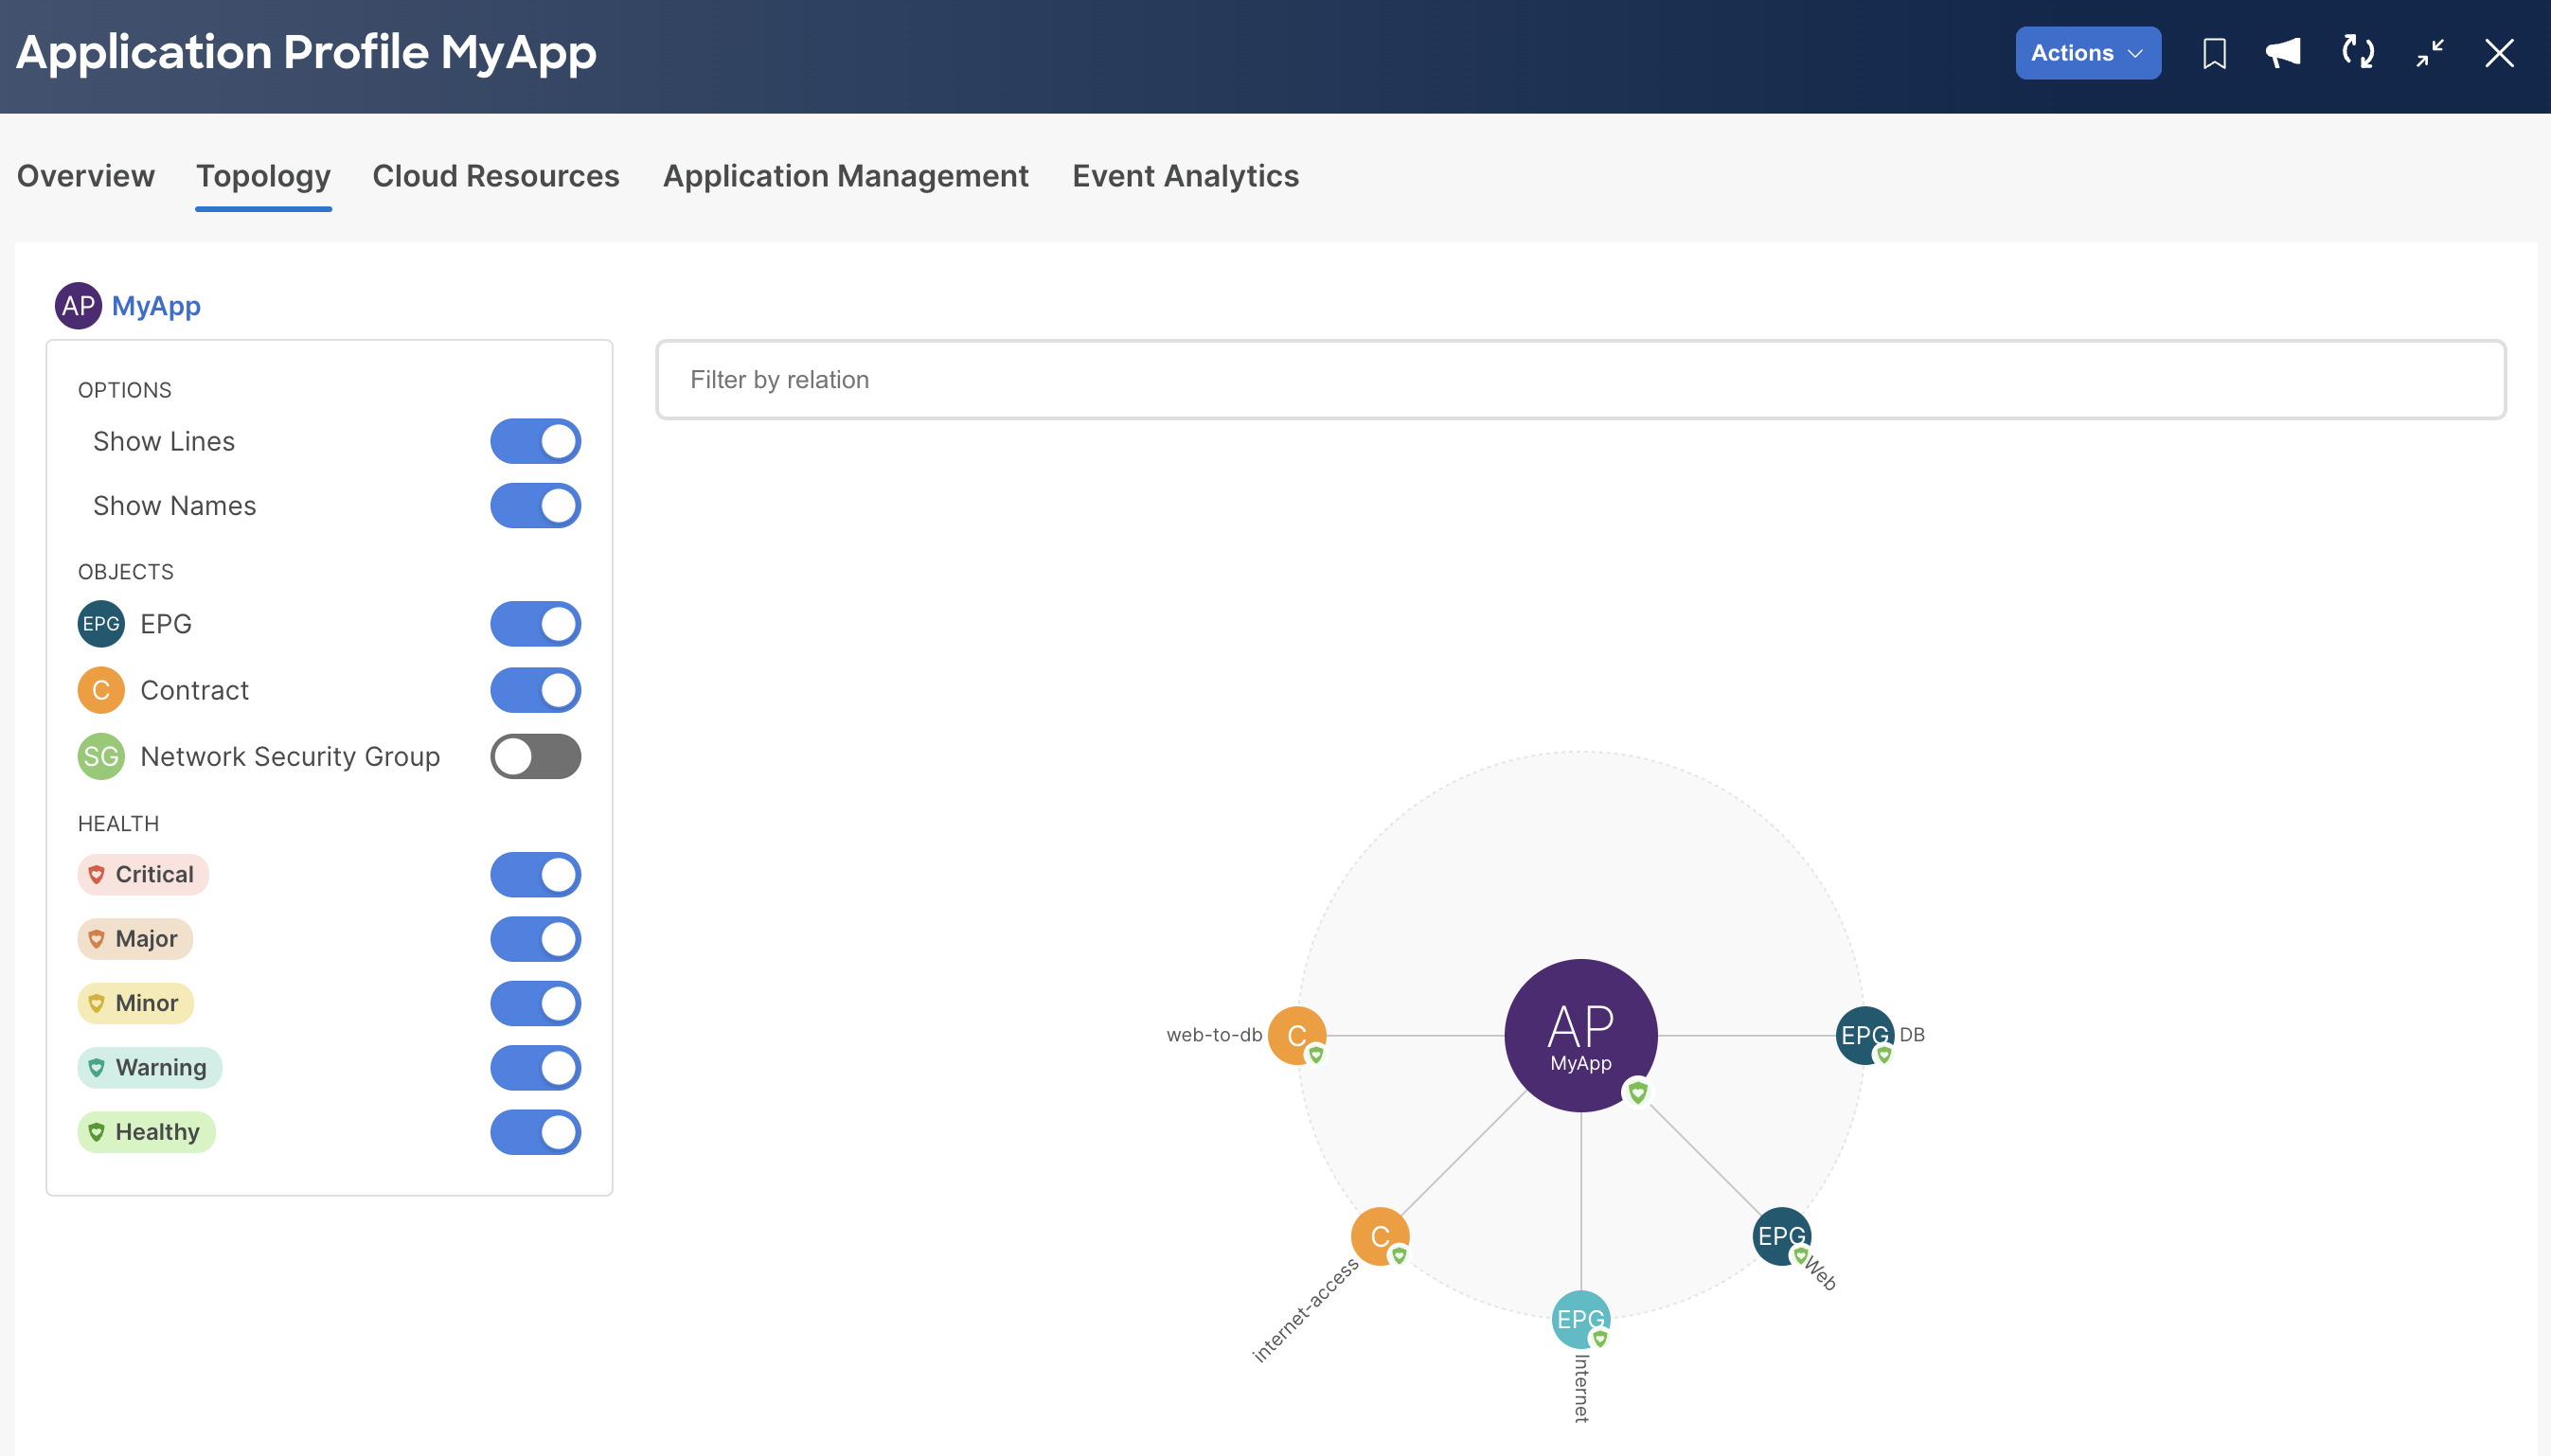 Application Profile MyApp
Actions
Overview Topology Cloud Resources Application Management Event Analytics
AP MyApp
OPTIONS
Show Lines
Show Names
OBJECTS
EPG EPG
C Contract
SG Network Security Group
HEALTH
Critical
Major
Minor
Warning
Healthy
Filter by relation
web-to-db C
AP
MyApp
EPG DB
C
internet-access
EPG
Web
EPG
Internet